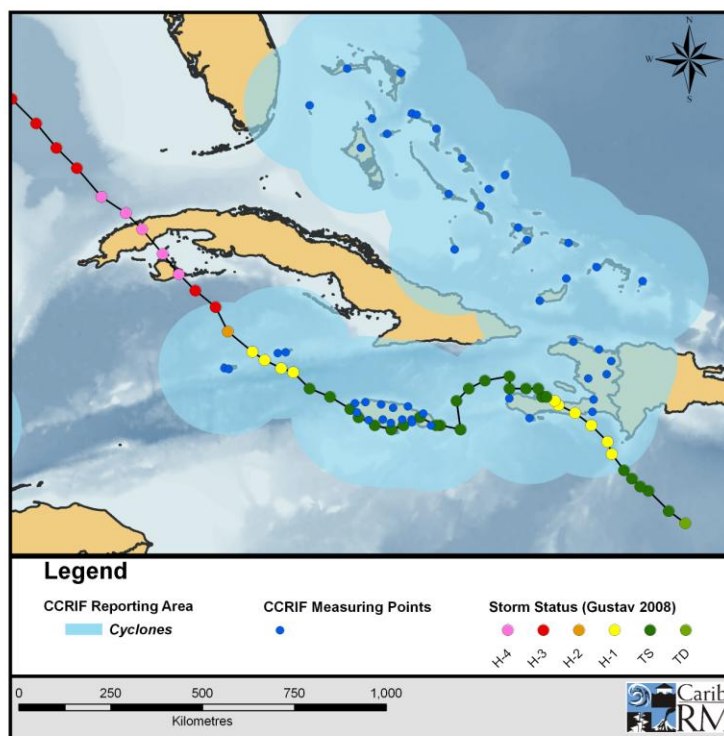 N
W
E
S
Legend
CCRIF Reporting Area
Cyclones
CCRIF Measuring Points
Storm Status (Gustav 2008)
H-4
H-3
H-2
H-1
TS
TD
0
250
500
750
1,000
Kilometres
Carib
RM